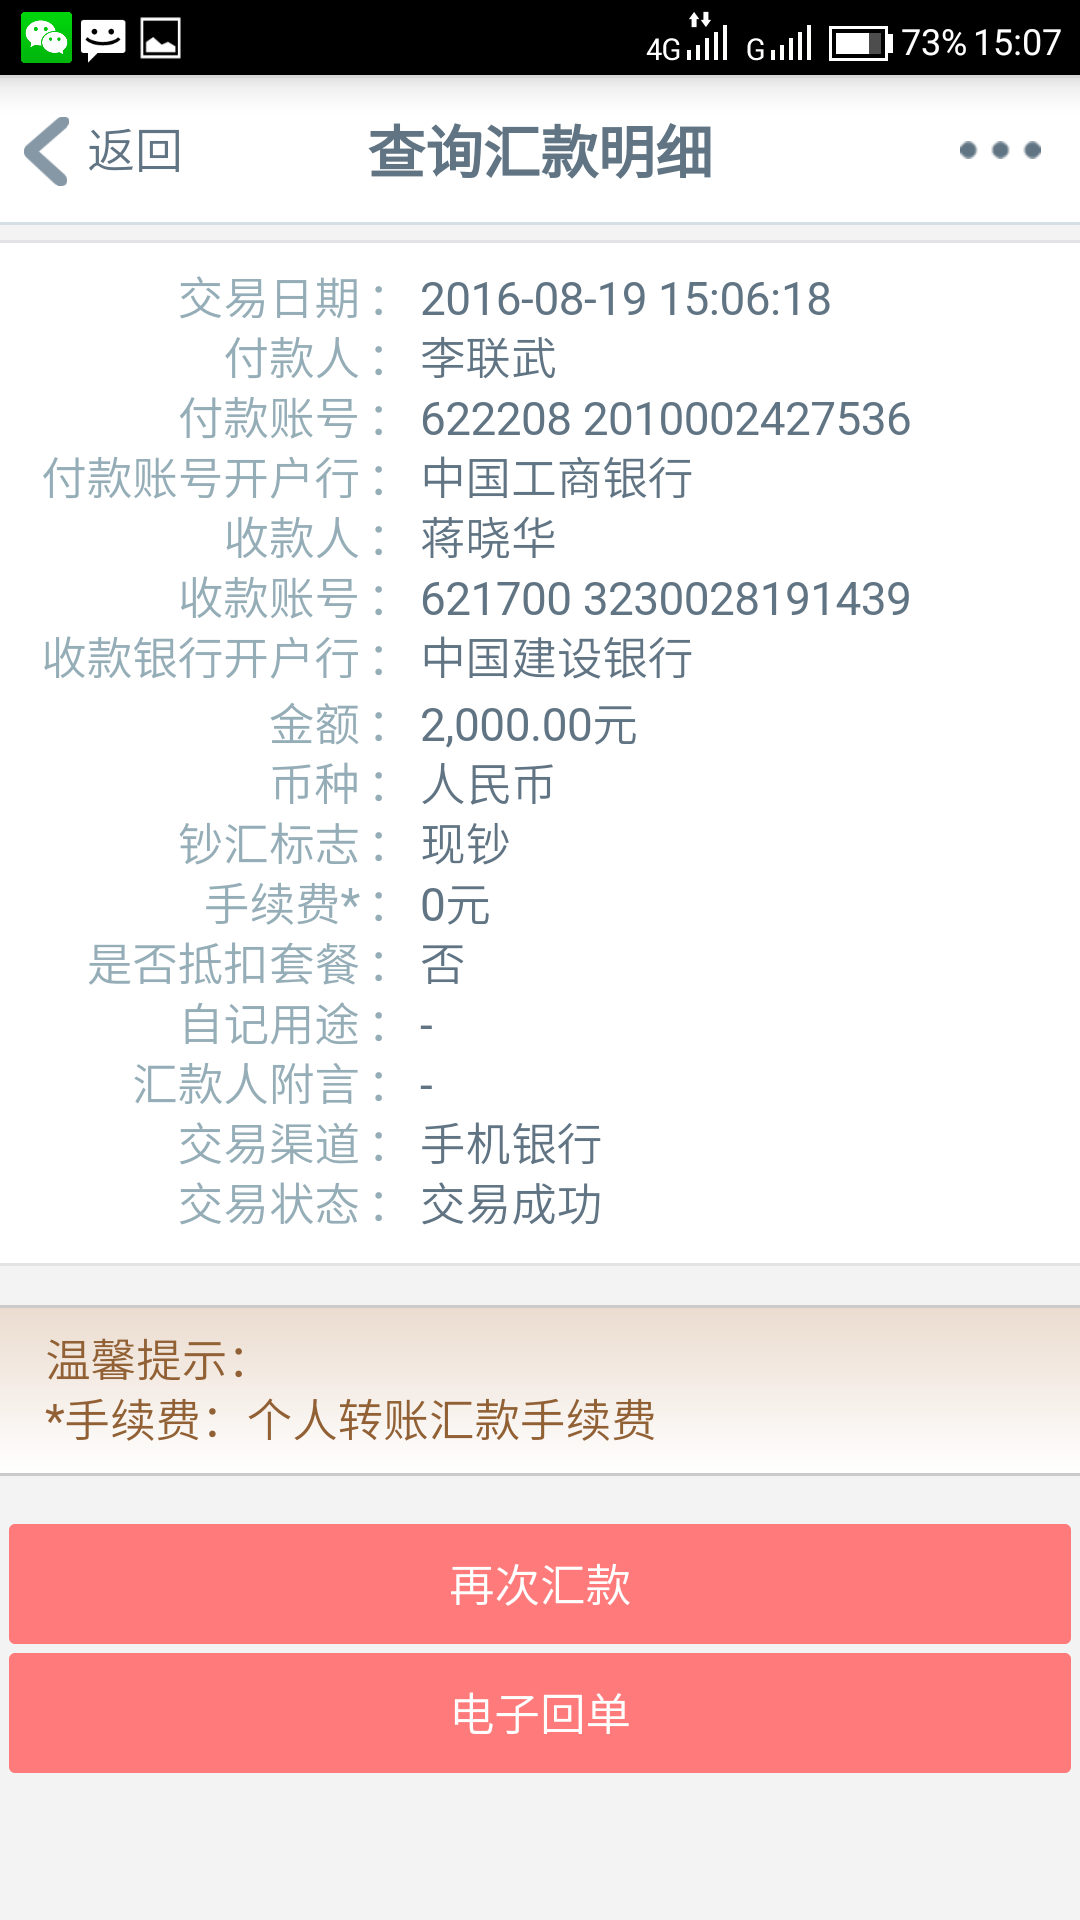 4G G 73% 15:07
返回 查询汇款明细
交易日期： 2016-08-19 15:06:18
付款人： 李联武
付款账号： 622208 2010002427536
付款账号开户行： 中国工商银行
收款人： 蒋晓华
收款账号： 621700 3230028191439
收款银行开户行： 中国建设银行
金额： 2,000.00元
币种： 人民币
钞汇标志： 现钞
手续费*： 0元
是否抵扣套餐： 否
自记用途： -
汇款人附言： -
交易渠道： 手机银行
交易状态： 交易成功
温馨提示：
*手续费：个人转账汇款手续费
再次汇款
电子回单